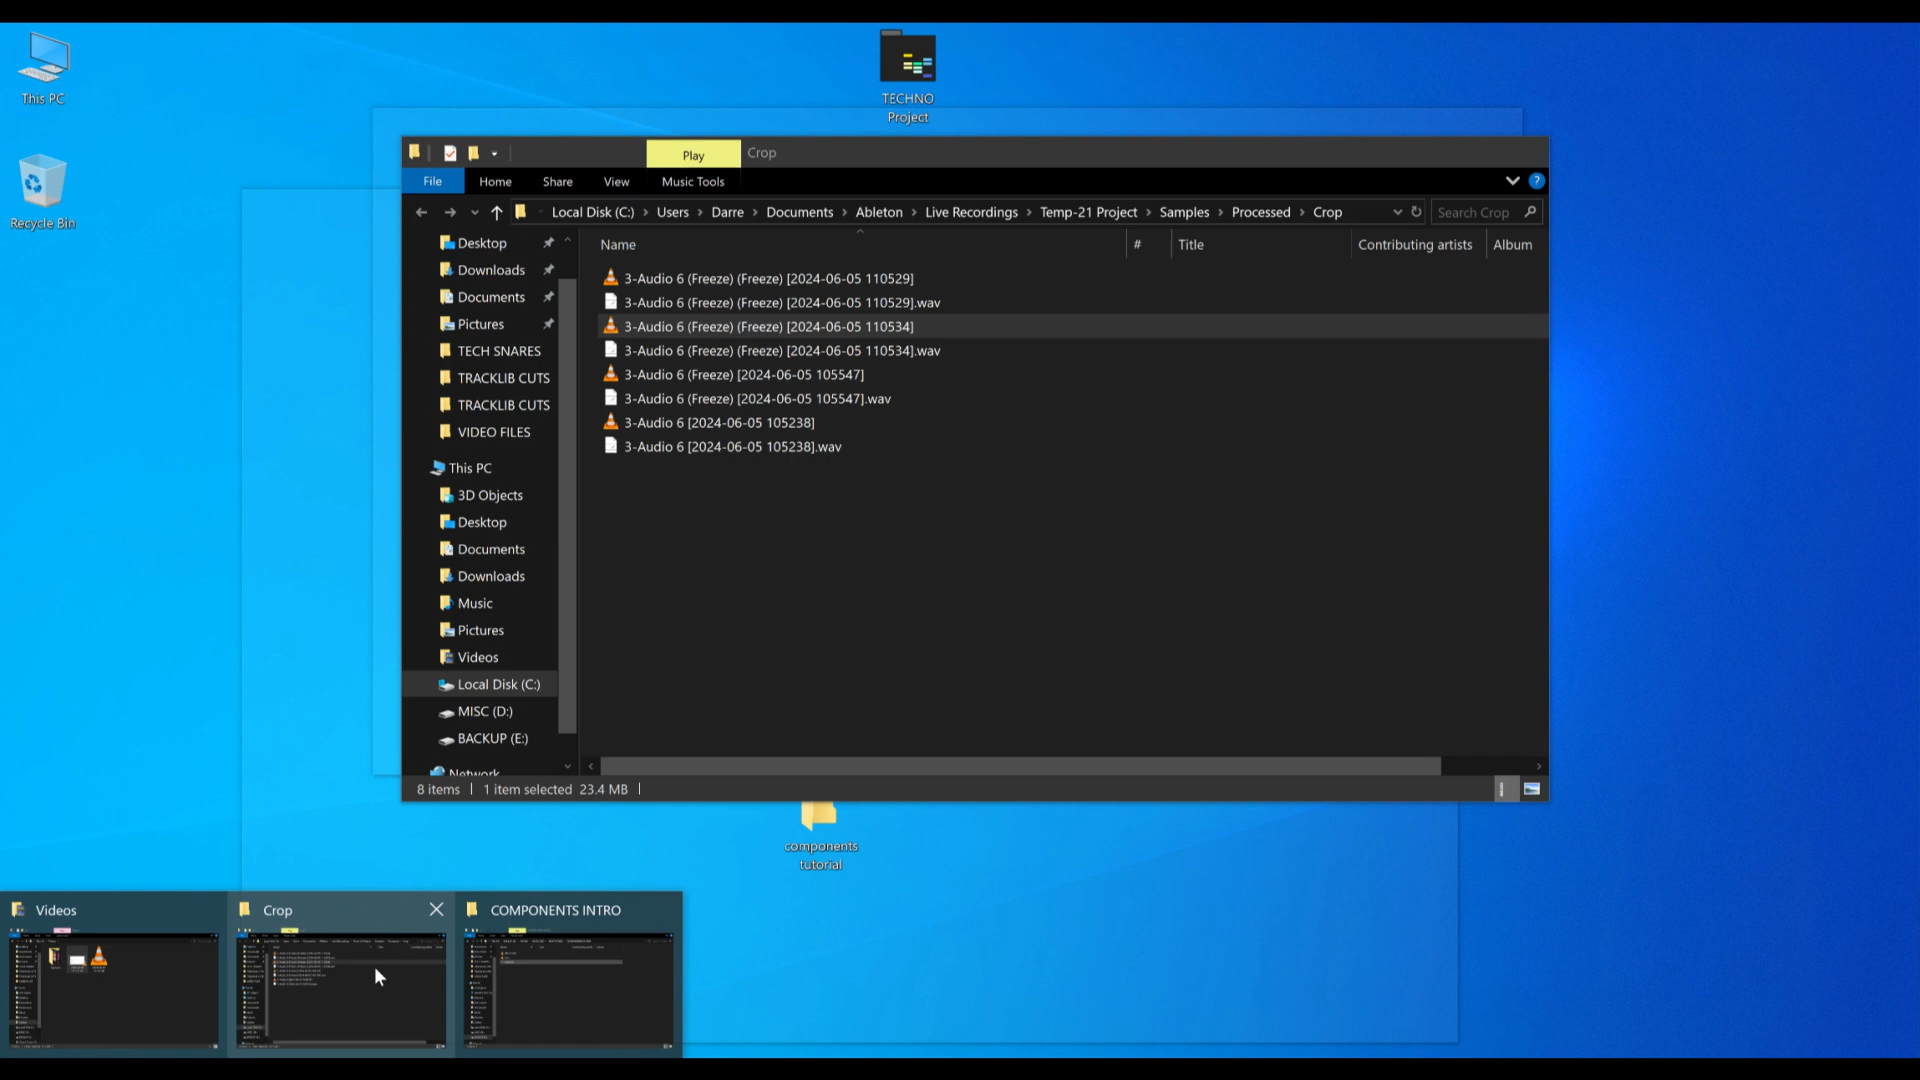 This PC
TECHNO
Project
Recycle Bin
Play
Crop
File
Home
Share
View
Music Tools
?
Local Disk (C:) › Users › Darre › Documents › Ableton › Live Recordings › Temp-21 Project › Samples › Processed › Crop
Search Crop
Desktop
Downloads
Documents
Pictures
TECH SNARES
TRACKLIB CUTS
TRACKLIB CUTS
VIDEO FILES
This PC
3D Objects
Desktop
Documents
Downloads
Music
Pictures
Videos
Local Disk (C:)
MISC (D:)
BACKUP (E:)
Network
Name
#
Title
Contributing artists
Album
3-Audio 6 (Freeze) (Freeze) [2024-06-05 110529]
3-Audio 6 (Freeze) (Freeze) [2024-06-05 110529].wav
3-Audio 6 (Freeze) (Freeze) [2024-06-05 110534]
3-Audio 6 (Freeze) (Freeze) [2024-06-05 110534].wav
3-Audio 6 (Freeze) [2024-06-05 105547]
3-Audio 6 (Freeze) [2024-06-05 105547].wav
3-Audio 6 [2024-06-05 105238]
3-Audio 6 [2024-06-05 105238].wav
8 items
1 item selected 23.4 MB
components
tutorial
Videos
Crop
COMPONENTS INTRO